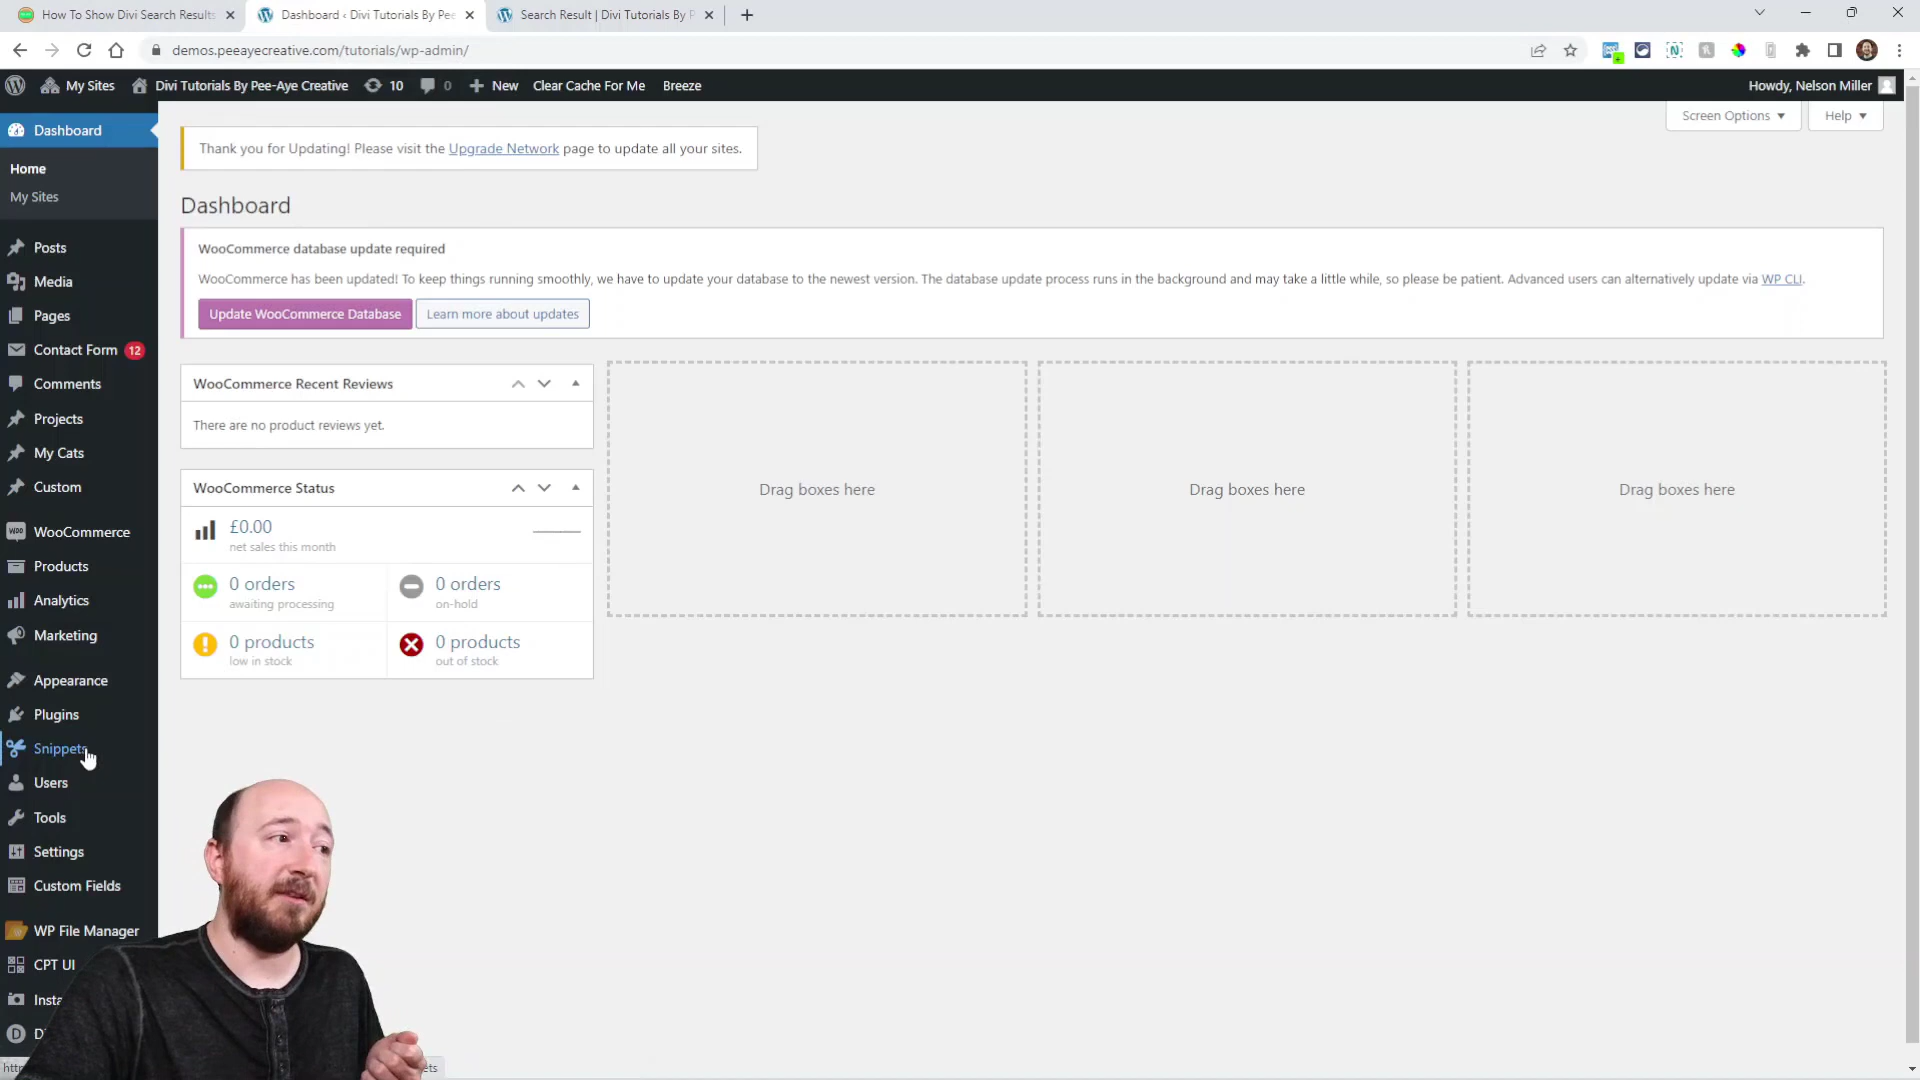 How To Show Divi Search Results
Dashboard ‹ Divi Tutorials By Pee
Search Result | Divi Tutorials By P
demos.peeayecreative.com/tutorials/wp-admin/
My Sites
Divi Tutorials By Pee-Aye Creative
10
0
New
Clear Cache For Me
Breeze
Howdy, Nelson Miller
Dashboard
Home
My Sites
Posts
Media
Pages
Contact Form 12
Comments
Projects
My Cats
Custom
WooCommerce
Products
Analytics
Marketing
Appearance
Plugins
Snippets
Users
Tools
Settings
Custom Fields
WP File Manager
CPT UI
Insta
D
Screen Options
Help
Thank you for Updating! Please visit the Upgrade Network page to update all your sites.
Dashboard
WooCommerce database update required
WooCommerce has been updated! To keep things running smoothly, we have to update your database to the newest version. The database update process runs in the background and may take a little while, so please be patient. Advanced users can alternatively update via WP CLI.
Update WooCommerce Database
Learn more about updates
WooCommerce Recent Reviews
There are no product reviews yet.
WooCommerce Status
£0.00
net sales this month
0 orders
awaiting processing
0 orders
on-hold
0 products
low in stock
0 products
out of stock
Drag boxes here
Drag boxes here
Drag boxes here